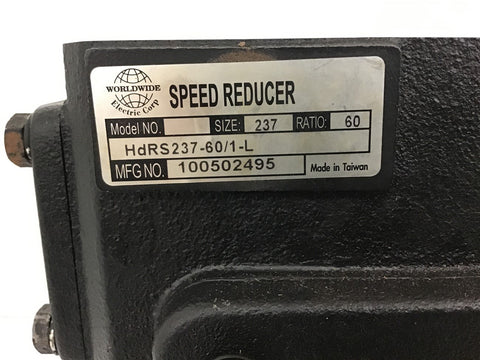 WORLDWIDE
Electric Corp
SPEED REDUCER
Model NO. SIZE: 237 RATIO: 60
HdRS237-60/1-L
MFG NO. 100502495 Made in Taiwan